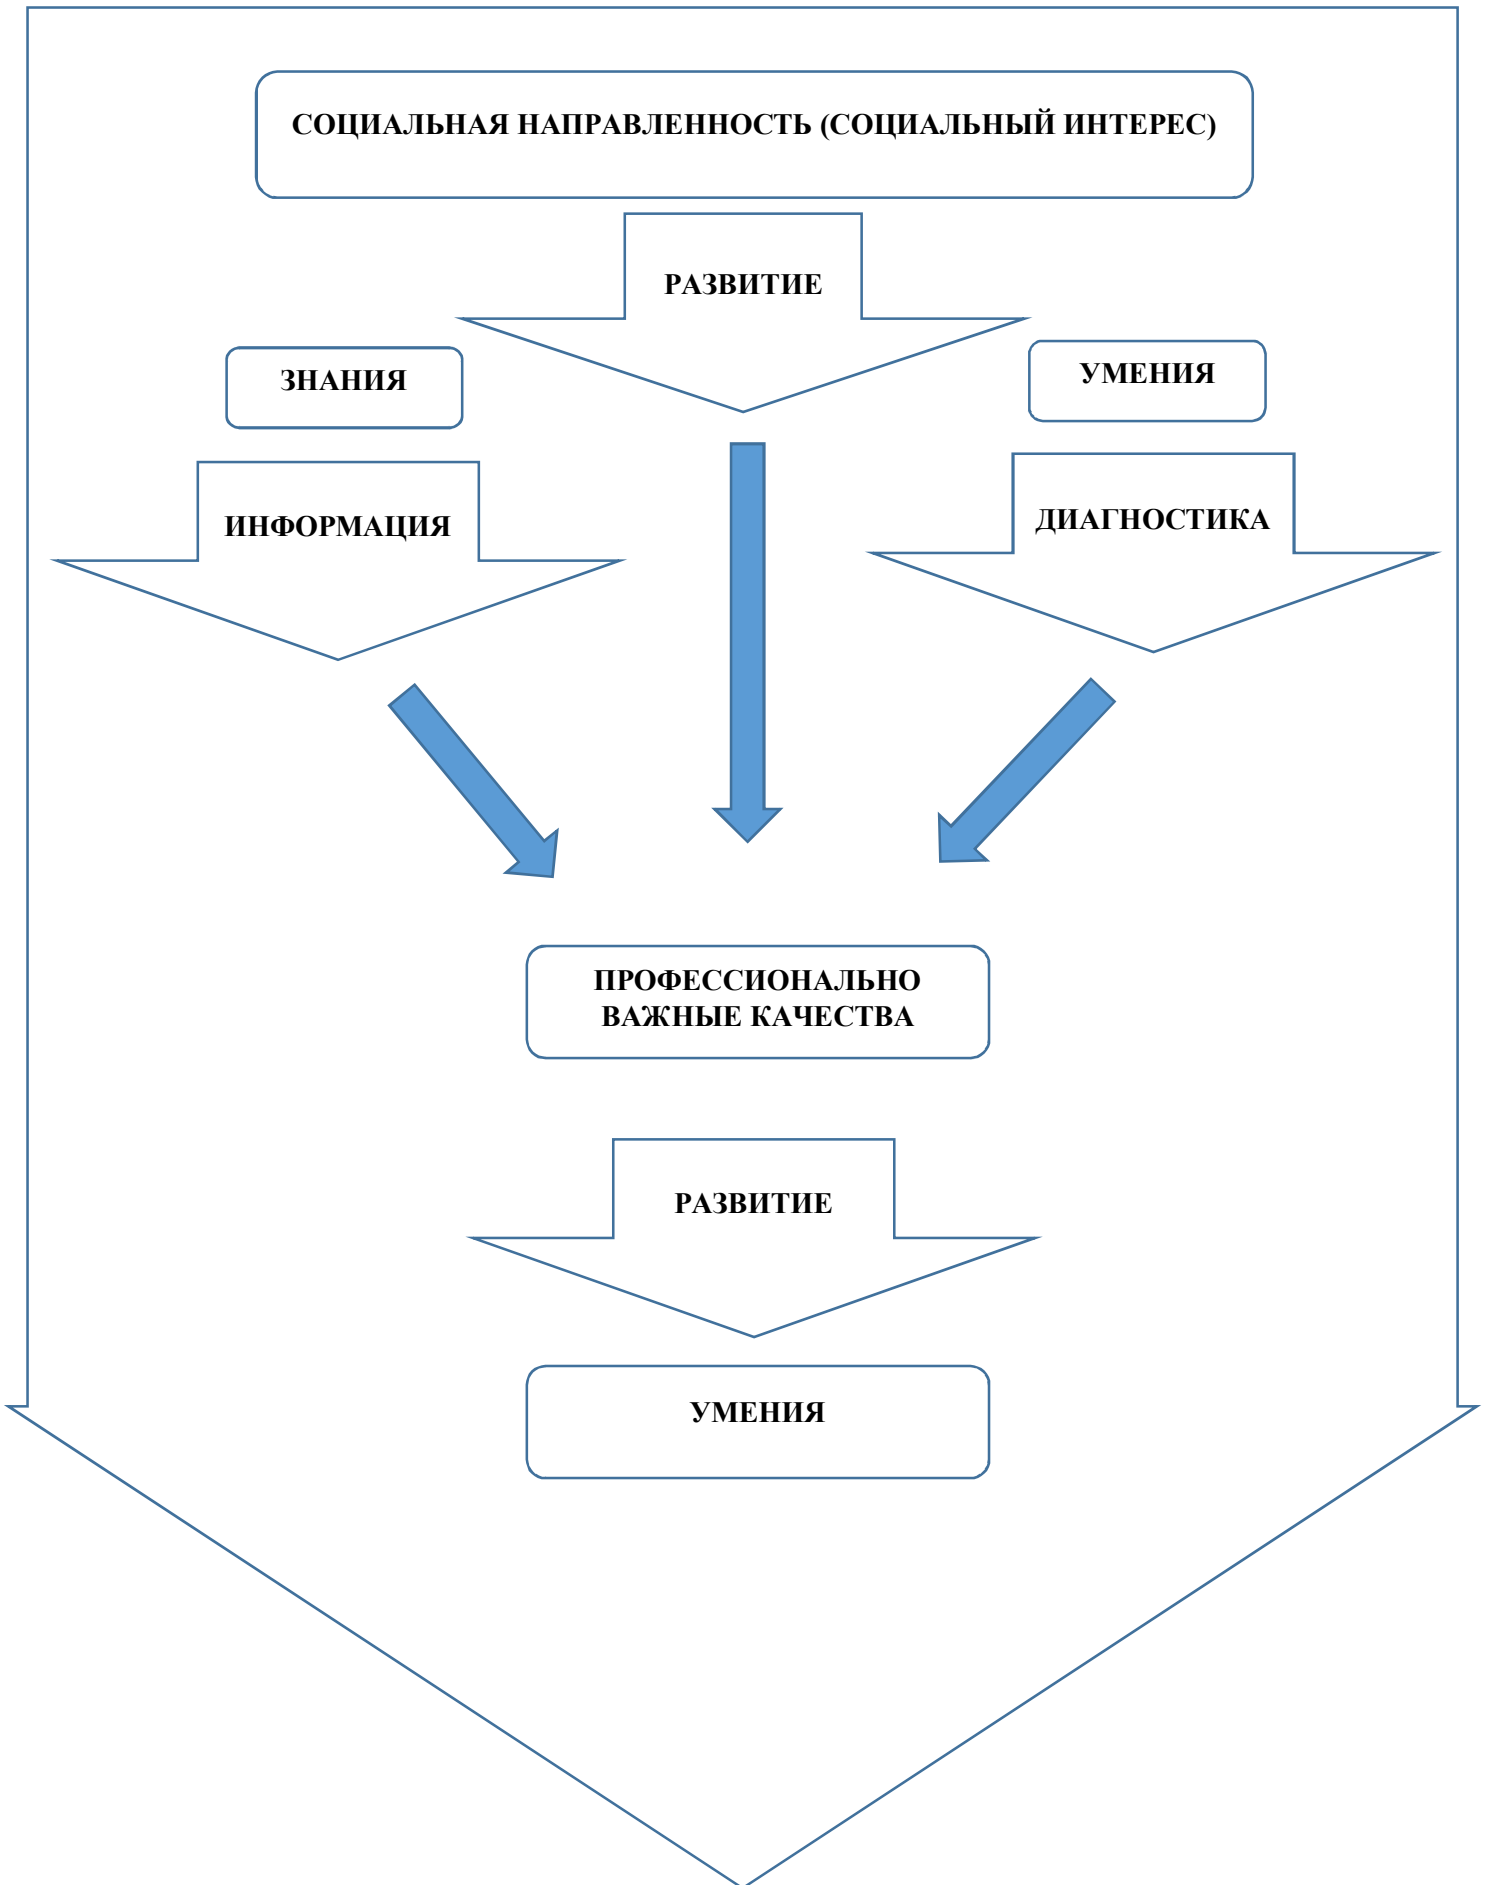 СОЦИАЛЬНАЯ НАПРАВЛЕННОСТЬ (СОЦИАЛЬНЫЙ ИНТЕРЕС)
РАЗВИТИЕ
ЗНАНИЯ
УМЕНИЯ
ИНФОРМАЦИЯ
ДИАГНОСТИКА
ПРОФЕССИОНАЛЬНО
ВАЖНЫЕ КАЧЕСТВА
РАЗВИТИЕ
УМЕНИЯ